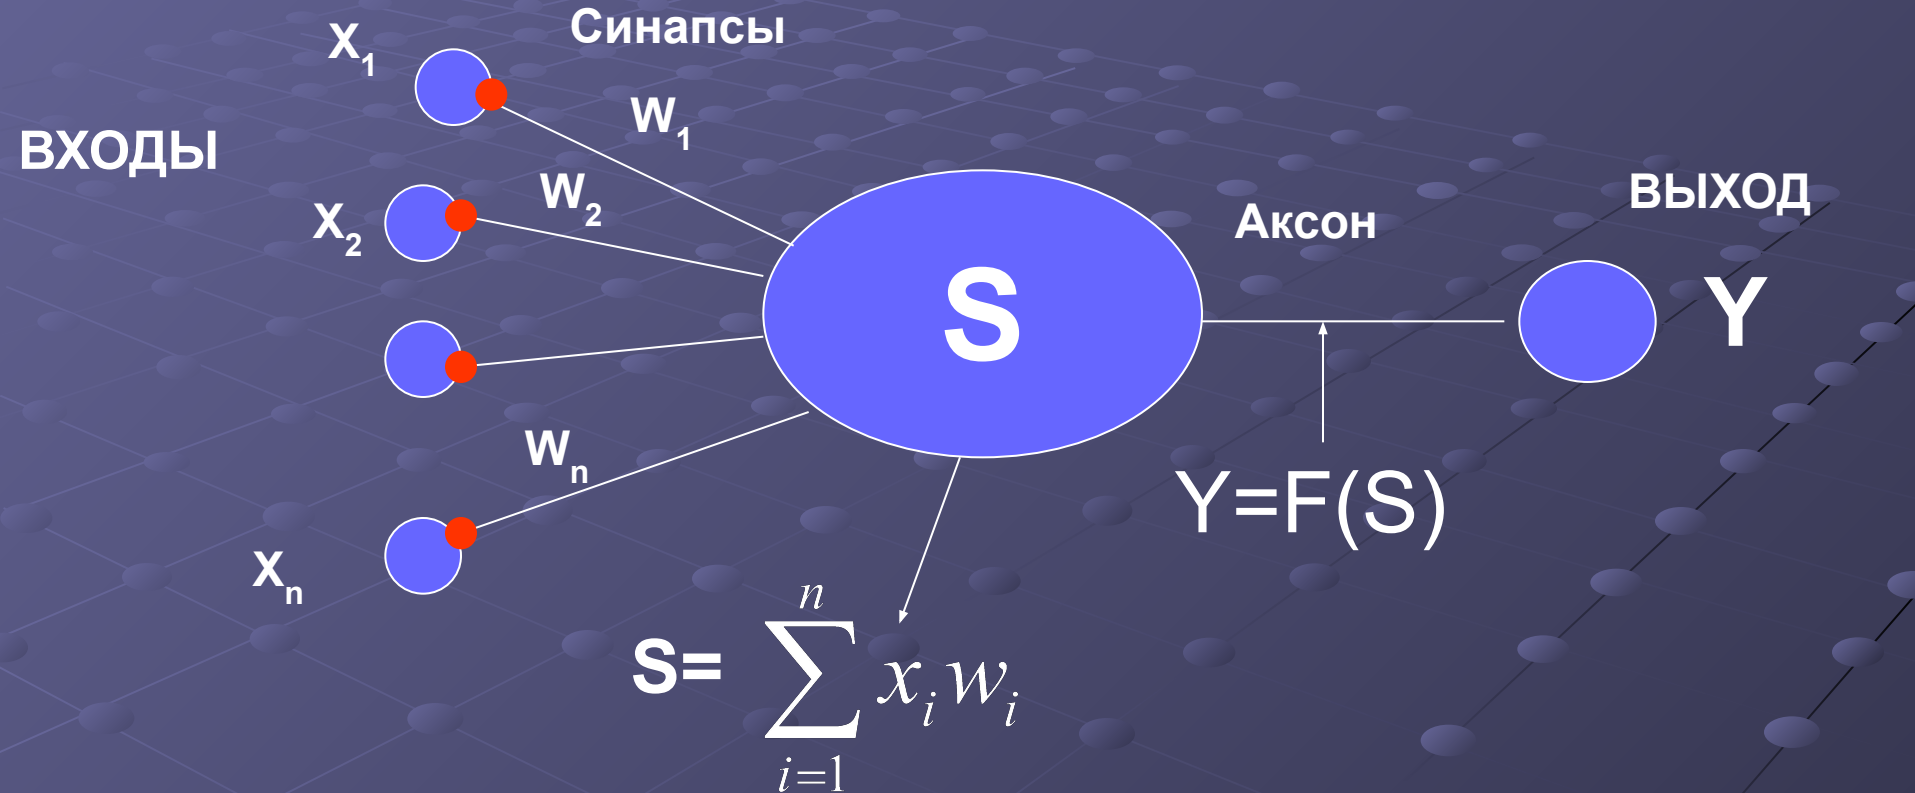 Синапсы
X1
W1
ВХОДЫ
W2
X2
Аксон
ВЫХОД
S
Y
Wn
Y=F(S)
Xn
n
S= ∑ xiwi
i=1